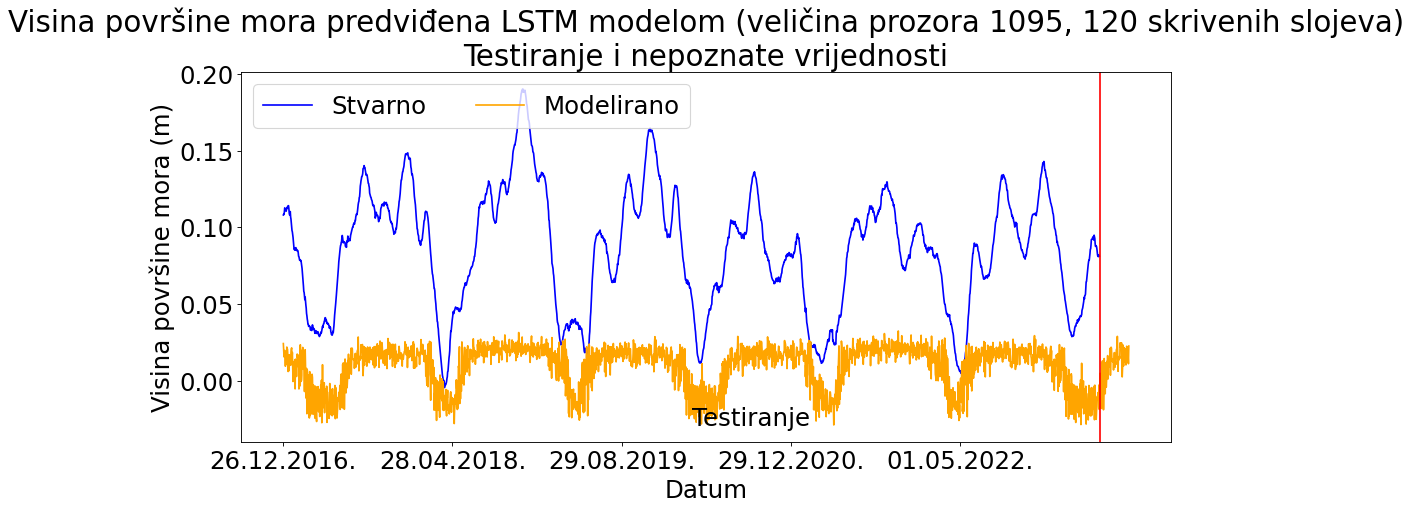 Visina površine mora predviđena LSTM modelom (veličina prozora 1095, 120 skrivenih slojeva)
Testiranje i nepoznate vrijednosti
Stvarno
Modelirano
Visina površine mora (m)
0.20
0.15
0.10
0.05
0.00
Testiranje
26.12.2016.
28.04.2018.
29.08.2019.
29.12.2020.
01.05.2022.
Datum